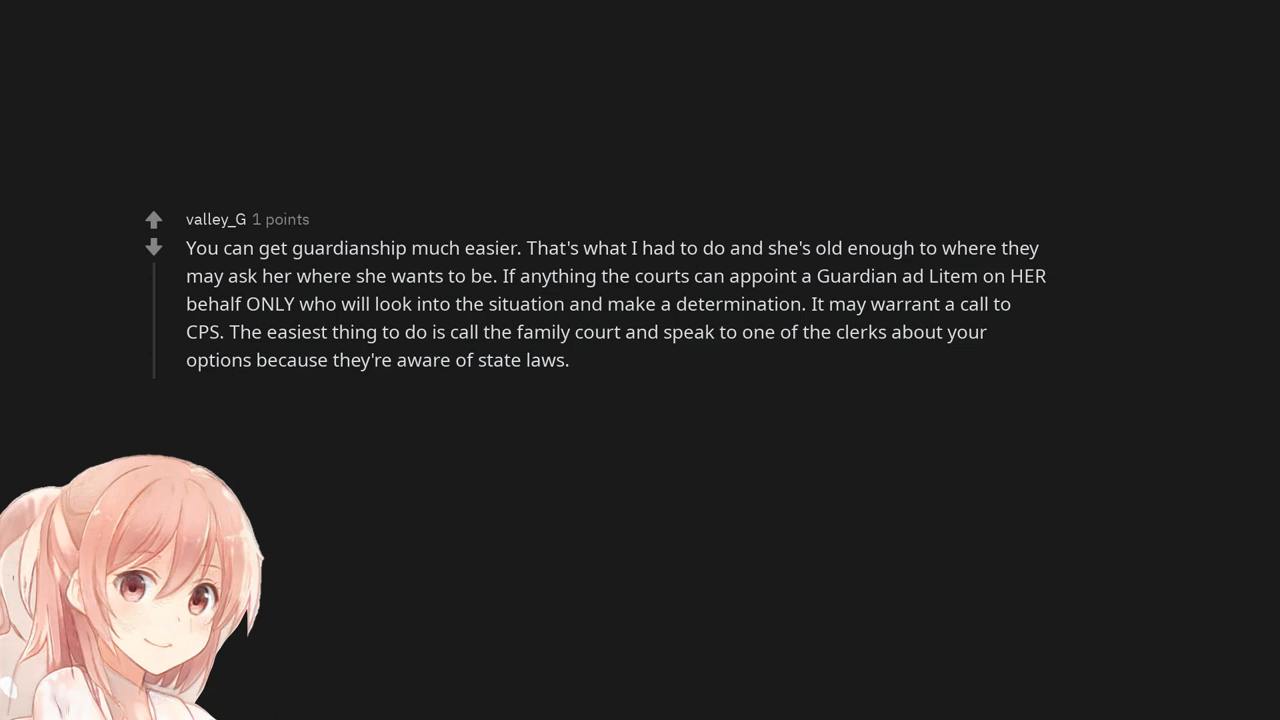 valley_G 1 points
You can get guardianship much easier. That's what I had to do and she's old enough to where they
may ask her where she wants to be. If anything the courts can appoint a Guardian ad Litem on HER
behalf ONLY who will look into the situation and make a determination. It may warrant a call to
CPS. The easiest thing to do is call the family court and speak to one of the clerks about your
options because they're aware of state laws.